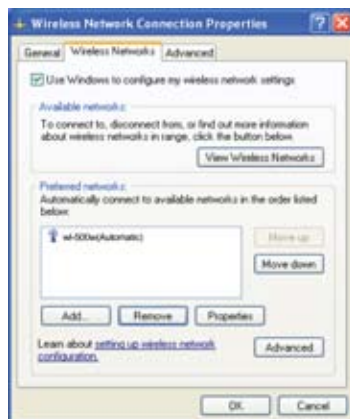 Wireless Network Connection Properties
General
Wireless Networks
Advanced
Use Windows to configure my wireless network settings
Available networks:
To connect to, disconnect from, or find out more information
about wireless networks in range, click the button below.
View Wireless Networks
Preferred networks:
Automatically connect to available networks in the order listed
below:
wl-500w(Automatic)
Move up
Move down
Add...
Remove
Properties
Learn about setting up wireless network
configuration.
Advanced
OK
Cancel